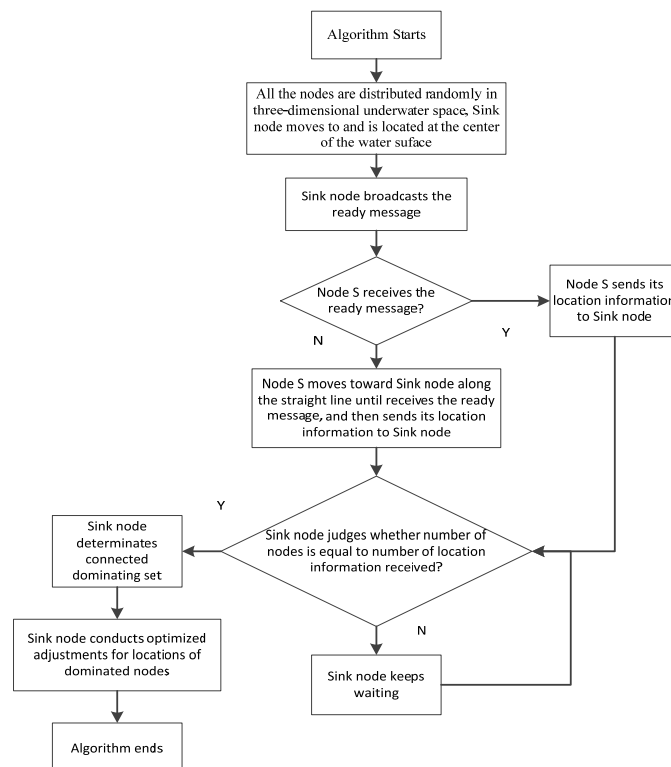 Algorithm Starts
All the nodes are distributed randomly in
three-dimensional underwater space, Sink
node moves to and is located at the center
of the water suface
Sink node broadcasts the
ready message
Node S receives the
ready message?
Node S sends its
location information
to Sink node
N
Y
Node S moves toward Sink node along
the straight line until receives the ready
message, and then sends its location
information to Sink node
Y
Sink node judges whether number of
nodes is equal to number of location
information received?
Sink node
determinates
connected
dominating set
N
Sink node conducts optimized
adjustments for locations of
dominated nodes
Sink node keeps
waiting
Algorithm ends